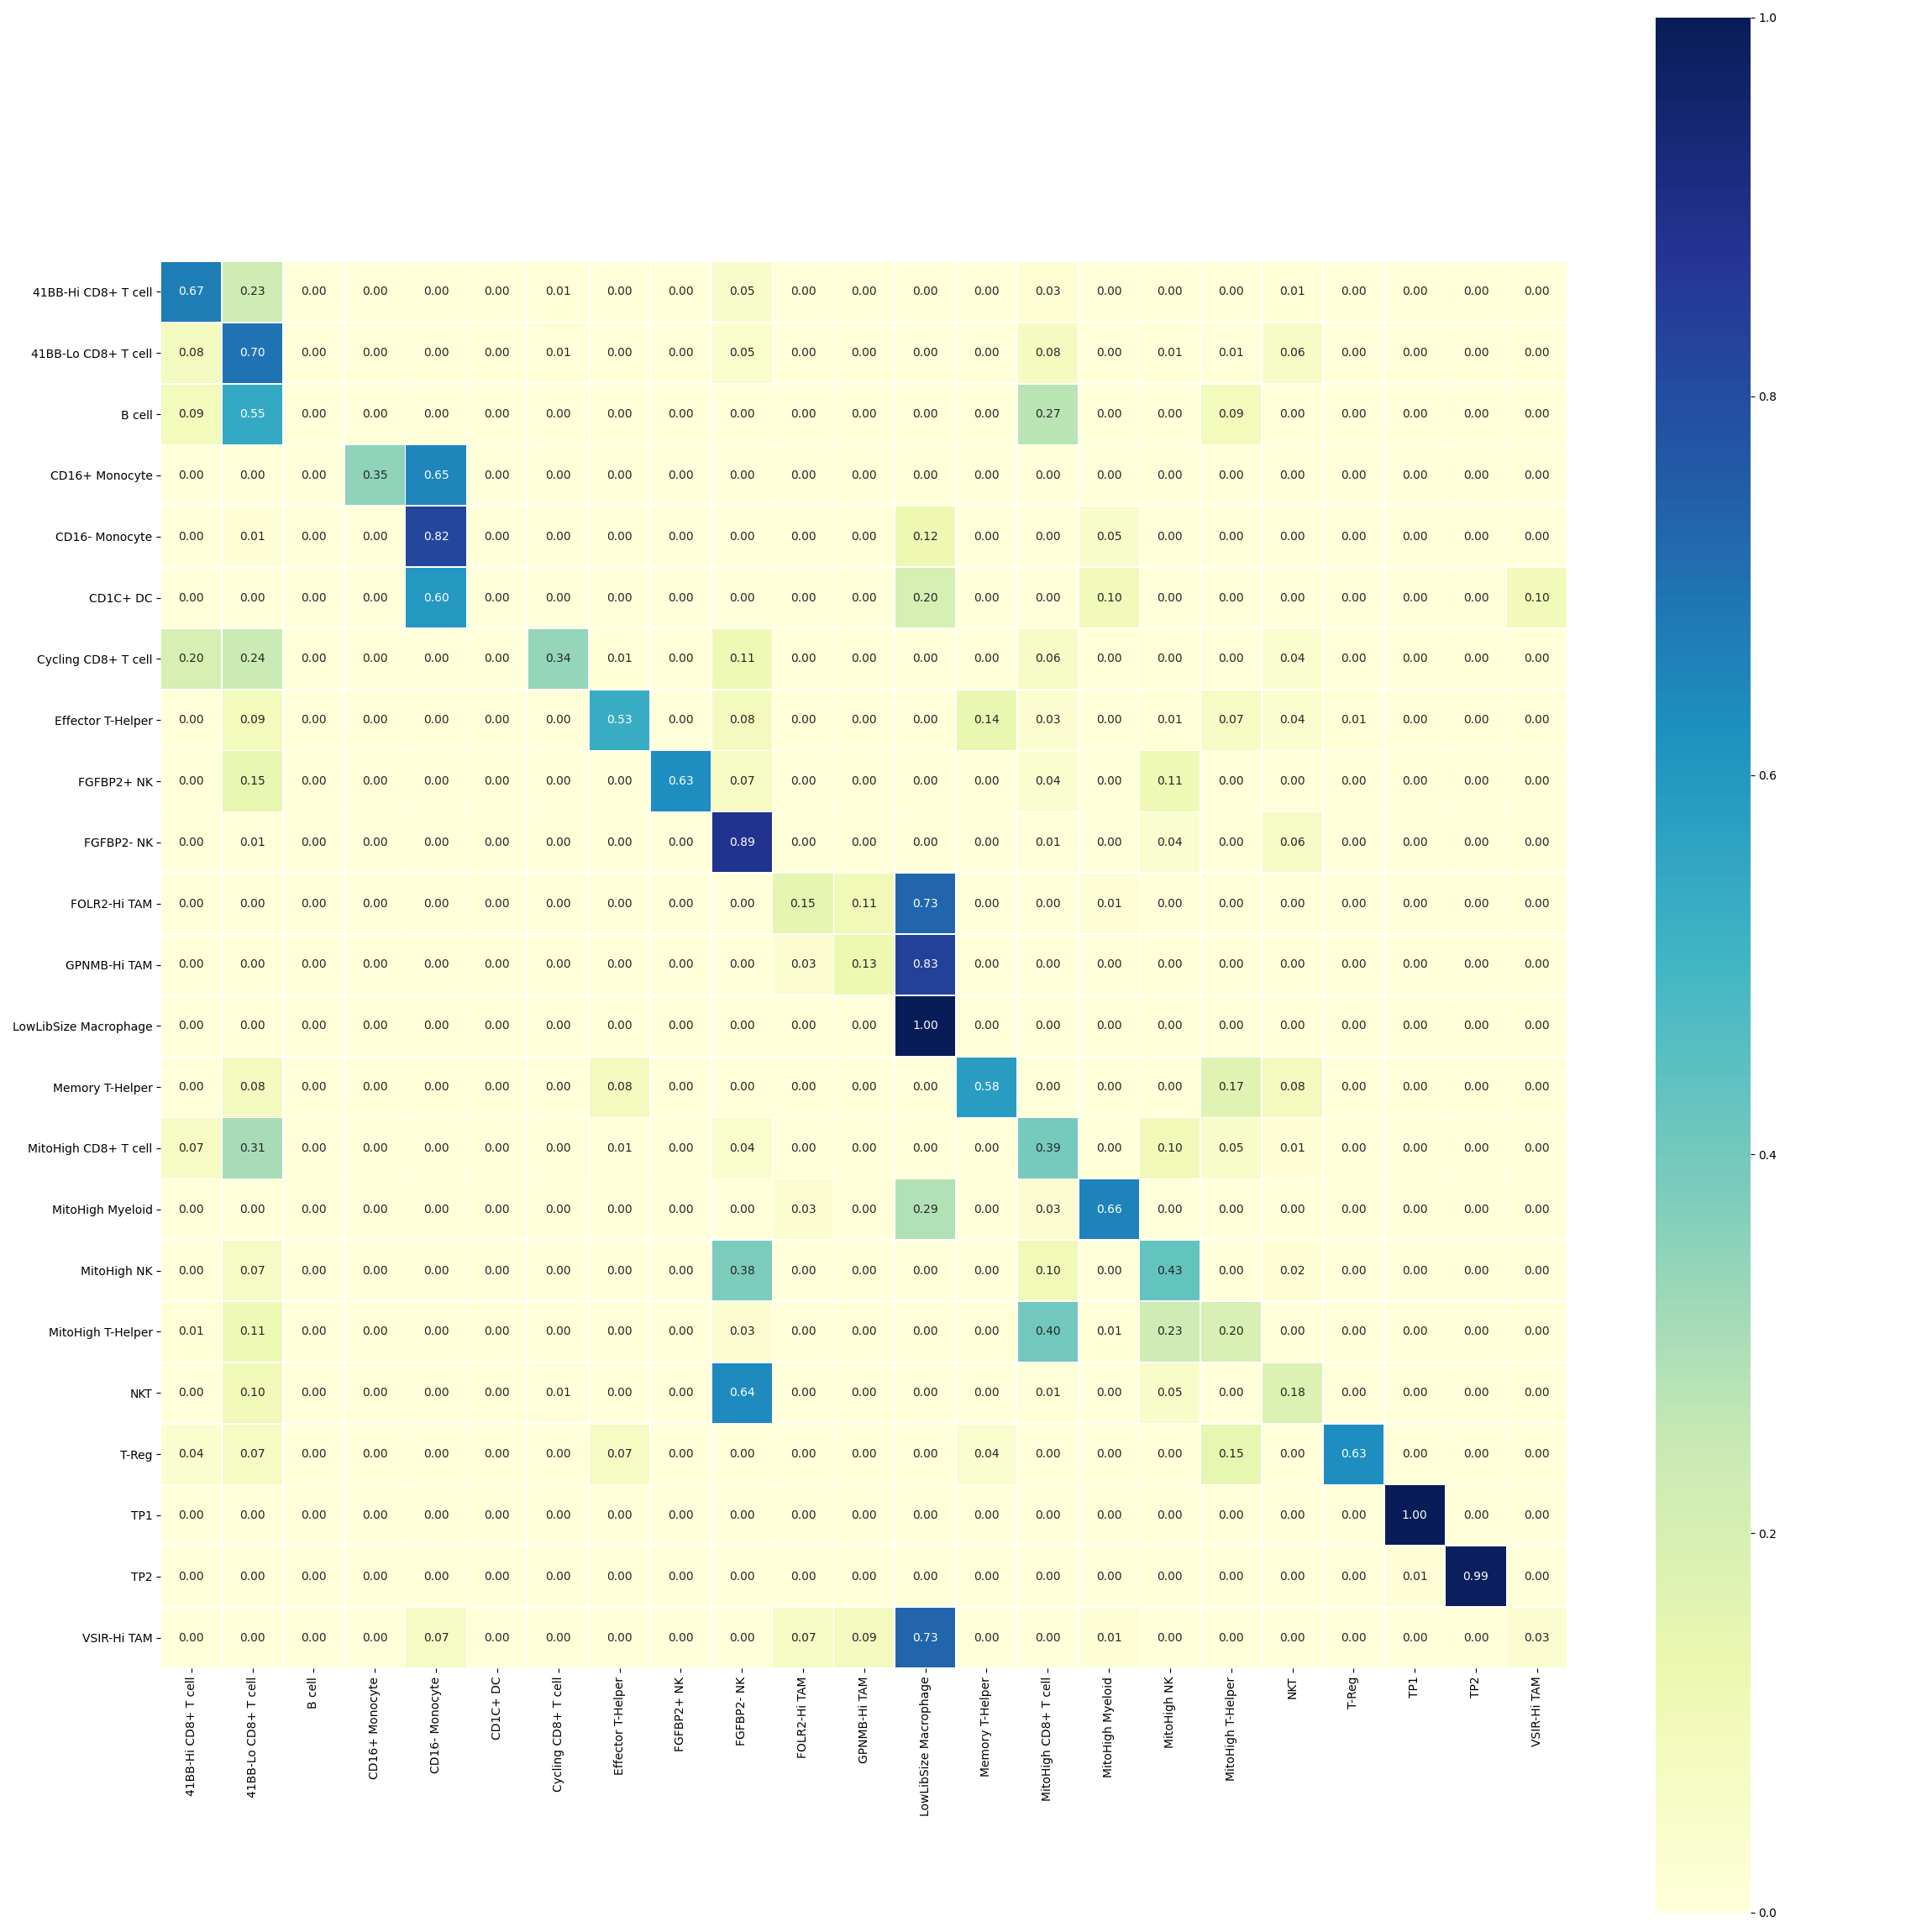 1.0
41BB-Hi CD8+ T cell 0.67 0.23 0.00 0.00 0.00 0.00 0.01 0.00 0.00 0.05 0.00 0.00 0.00 0.00 0.03 0.00 0.00 0.00 0.01 0.00 0.00 0.00 0.00
41BB-Lo CD8+ T cell 0.08 0.70 0.00 0.00 0.00 0.00 0.01 0.00 0.00 0.05 0.00 0.00 0.00 0.00 0.08 0.00 0.01 0.01 0.06 0.00 0.00 0.00 0.00
0.8
B cell 0.09 0.55 0.00 0.00 0.00 0.00 0.00 0.00 0.00 0.00 0.00 0.00 0.00 0.00 0.27 0.00 0.00 0.09 0.00 0.00 0.00 0.00 0.00
CD16+ Monocyte 0.00 0.00 0.00 0.35 0.65 0.00 0.00 0.00 0.00 0.00 0.00 0.00 0.00 0.00 0.00 0.00 0.00 0.00 0.00 0.00 0.00 0.00 0.00
CD16- Monocyte 0.00 0.01 0.00 0.00 0.82 0.00 0.00 0.00 0.00 0.00 0.00 0.00 0.12 0.00 0.00 0.05 0.00 0.00 0.00 0.00 0.00 0.00 0.00
CD1C+ DC 0.00 0.00 0.00 0.00 0.60 0.00 0.00 0.00 0.00 0.00 0.00 0.00 0.20 0.00 0.00 0.10 0.00 0.00 0.00 0.00 0.00 0.00 0.10
Cycling CD8+ T cell 0.20 0.24 0.00 0.00 0.00 0.00 0.34 0.01 0.00 0.11 0.00 0.00 0.00 0.00 0.06 0.00 0.00 0.00 0.04 0.00 0.00 0.00 0.00
Effector T-Helper 0.00 0.09 0.00 0.00 0.00 0.00 0.00 0.53 0.00 0.08 0.00 0.00 0.00 0.14 0.03 0.00 0.01 0.07 0.04 0.01 0.00 0.00 0.00
0.6
FGFBP2+ NK 0.00 0.15 0.00 0.00 0.00 0.00 0.00 0.00 0.63 0.07 0.00 0.00 0.00 0.00 0.04 0.00 0.11 0.00 0.00 0.00 0.00 0.00 0.00
FGFBP2- NK 0.00 0.01 0.00 0.00 0.00 0.00 0.00 0.00 0.00 0.89 0.00 0.00 0.00 0.00 0.01 0.00 0.04 0.00 0.06 0.00 0.00 0.00 0.00
FOLR2-Hi TAM 0.00 0.00 0.00 0.00 0.00 0.00 0.00 0.00 0.00 0.00 0.15 0.11 0.73 0.00 0.00 0.01 0.00 0.00 0.00 0.00 0.00 0.00 0.00
GPNMB-Hi TAM 0.00 0.00 0.00 0.00 0.00 0.00 0.00 0.00 0.00 0.00 0.03 0.13 0.83 0.00 0.00 0.00 0.00 0.00 0.00 0.00 0.00 0.00 0.00
LowLibSize Macrophage 0.00 0.00 0.00 0.00 0.00 0.00 0.00 0.00 0.00 0.00 0.00 0.00 1.00 0.00 0.00 0.00 0.00 0.00 0.00 0.00 0.00 0.00 0.00
Memory T-Helper 0.00 0.08 0.00 0.00 0.00 0.00 0.00 0.08 0.00 0.00 0.00 0.00 0.00 0.58 0.00 0.00 0.00 0.17 0.08 0.00 0.00 0.00 0.00
MitoHigh CD8+ T cell 0.07 0.31 0.00 0.00 0.00 0.00 0.00 0.01 0.00 0.04 0.00 0.00 0.00 0.00 0.39 0.00 0.10 0.05 0.01 0.00 0.00 0.00 0.00
0.4
MitoHigh Myeloid 0.00 0.00 0.00 0.00 0.00 0.00 0.00 0.00 0.00 0.00 0.03 0.00 0.29 0.00 0.03 0.66 0.00 0.00 0.00 0.00 0.00 0.00 0.00
MitoHigh NK 0.00 0.07 0.00 0.00 0.00 0.00 0.00 0.00 0.00 0.38 0.00 0.00 0.00 0.00 0.10 0.00 0.43 0.00 0.02 0.00 0.00 0.00 0.00
MitoHigh T-Helper 0.01 0.11 0.00 0.00 0.00 0.00 0.00 0.00 0.00 0.03 0.00 0.00 0.00 0.00 0.40 0.01 0.23 0.20 0.00 0.00 0.00 0.00 0.00
NKT 0.00 0.10 0.00 0.00 0.00 0.00 0.01 0.00 0.00 0.64 0.00 0.00 0.00 0.00 0.01 0.00 0.05 0.00 0.18 0.00 0.00 0.00 0.00
T-Reg 0.04 0.07 0.00 0.00 0.00 0.00 0.00 0.07 0.00 0.00 0.00 0.00 0.00 0.04 0.00 0.00 0.00 0.15 0.00 0.63 0.00 0.00 0.00
TP1 0.00 0.00 0.00 0.00 0.00 0.00 0.00 0.00 0.00 0.00 0.00 0.00 0.00 0.00 0.00 0.00 0.00 0.00 0.00 0.00 1.00 0.00 0.00
0.2
TP2 0.00 0.00 0.00 0.00 0.00 0.00 0.00 0.00 0.00 0.00 0.00 0.00 0.00 0.00 0.00 0.00 0.00 0.00 0.00 0.00 0.01 0.99 0.00
VSIR-Hi TAM 0.00 0.00 0.00 0.00 0.07 0.00 0.00 0.00 0.00 0.00 0.07 0.09 0.73 0.00 0.00 0.01 0.00 0.00 0.00 0.00 0.00 0.00 0.03
41BB-Hi CD8+ T cell
41BB-Lo CD8+ T cell
B cell
CD16+ Monocyte
CD16- Monocyte
CD1C+ DC
Cycling CD8+ T cell
Effector T-Helper
FGFBP2+ NK
FGFBP2- NK
FOLR2-Hi TAM
GPNMB-Hi TAM
LowLibSize Macrophage
Memory T-Helper
MitoHigh CD8+ T cell
MitoHigh Myeloid
MitoHigh NK
MitoHigh T-Helper
NKT
T-Reg
TP1
TP2
VSIR-Hi TAM
0.0